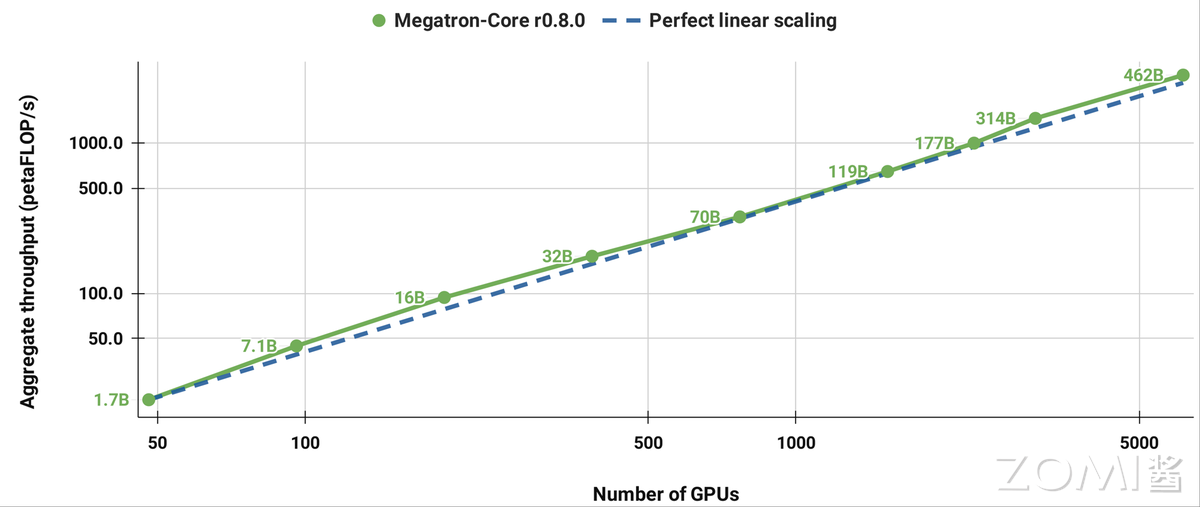 Megatron-Core r0.8.0 Perfect linear scaling
Aggregate throughput (petaFLOP/s)
1000.0
500.0
100.0
50.0
1.7B
7.1B
16B
32B
70B
119B
177B
314B
462B
50 100 500 1000 5000
Number of GPUs
ZOMI酱